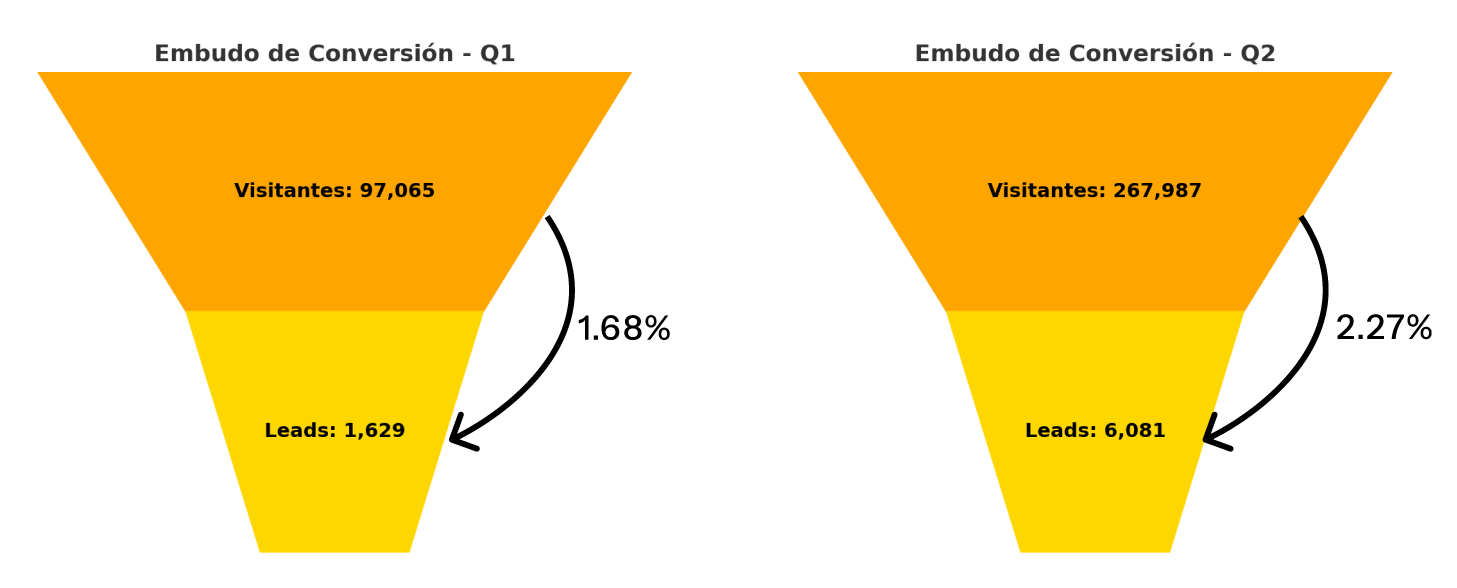 Embudo de Conversión - Q1
Visitantes: 97,065
1.68%
Leads: 1,629
Embudo de Conversión - Q2
Visitantes: 267,987
2.27%
Leads: 6,081